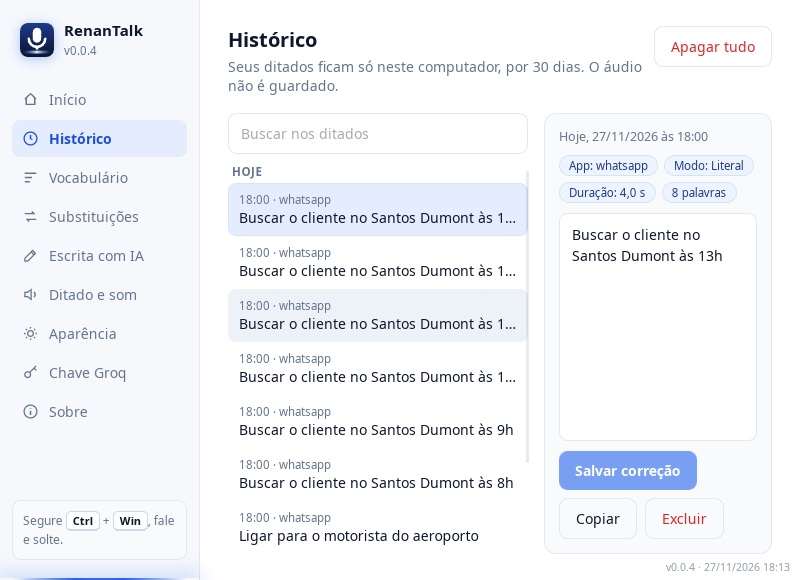 RenanTalk
v0.0.4
Início
Histórico
Vocabulário
Substituições
Escrita com IA
Ditado e som
Aparência
Chave Groq
Sobre
Segure Ctrl + Win, fale
e solte.
Histórico
Seus ditados ficam só neste computador, por 30 dias. O áudio
não é guardado.
Apagar tudo
Buscar nos ditados
HOJE
18:00 · whatsapp
Buscar o cliente no Santos Dumont às 1...
18:00 · whatsapp
Buscar o cliente no Santos Dumont às 1...
18:00 · whatsapp
Buscar o cliente no Santos Dumont às 1...
18:00 · whatsapp
Buscar o cliente no Santos Dumont às 1...
18:00 · whatsapp
Buscar o cliente no Santos Dumont às 9h
18:00 · whatsapp
Buscar o cliente no Santos Dumont às 8h
18:00 · whatsapp
Ligar para o motorista do aeroporto
Hoje, 27/11/2026 às 18:00
App: whatsapp
Modo: Literal
Duração: 4,0 s
8 palavras
Buscar o cliente no
Santos Dumont às 13h
Salvar correção
Copiar
Excluir
v0.0.4 · 27/11/2026 18:13